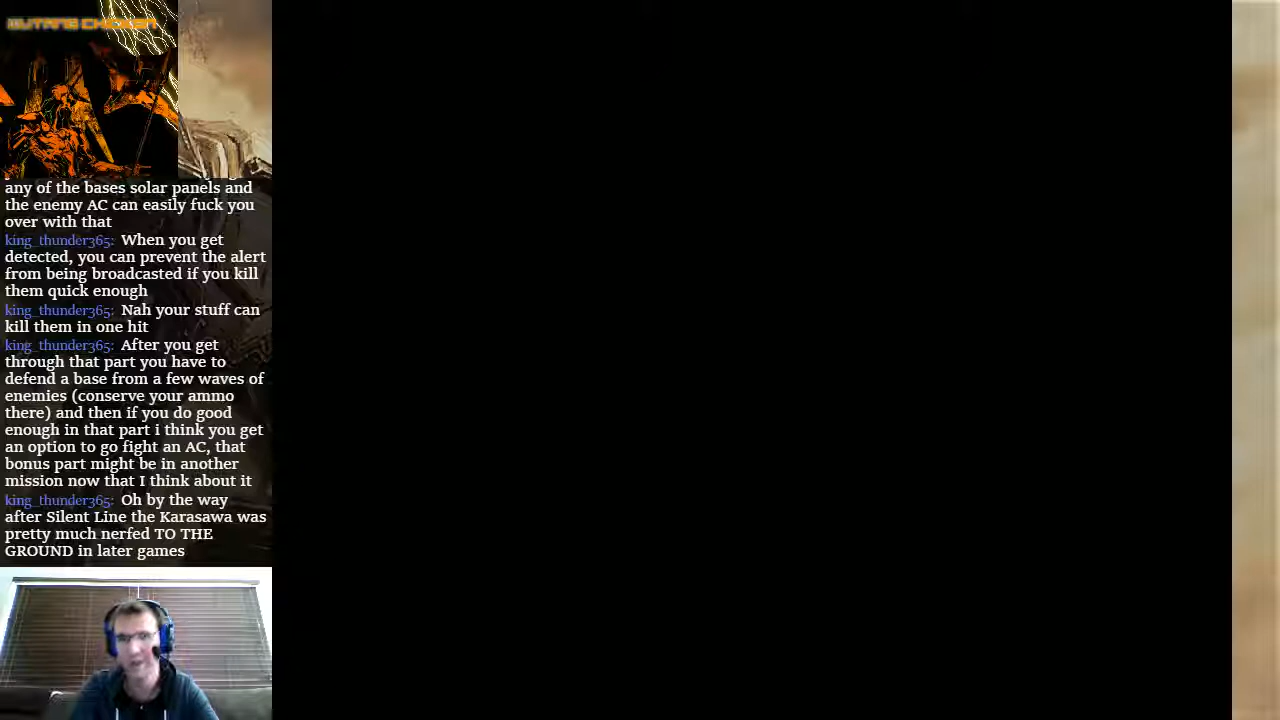 WUTANG CHICKEN
any of the bases solar panels and
the enemy AC can easily fuck you
over with that
king_thunder365: When you get
detected, you can prevent the alert
from being broadcasted if you kill
them quick enough
king_thunder365: Nah your stuff can
kill them in one hit
king_thunder365: After you get
through that part you have to
defend a base from a few waves of
enemies (conserve your ammo
there) and then if you do good
enough in that part i think you get
an option to go fight an AC, that
bonus part might be in another
mission now that I think about it
king_thunder365: Oh by the way
after Silent Line the Karasawa was
pretty much nerfed TO THE
GROUND in later games